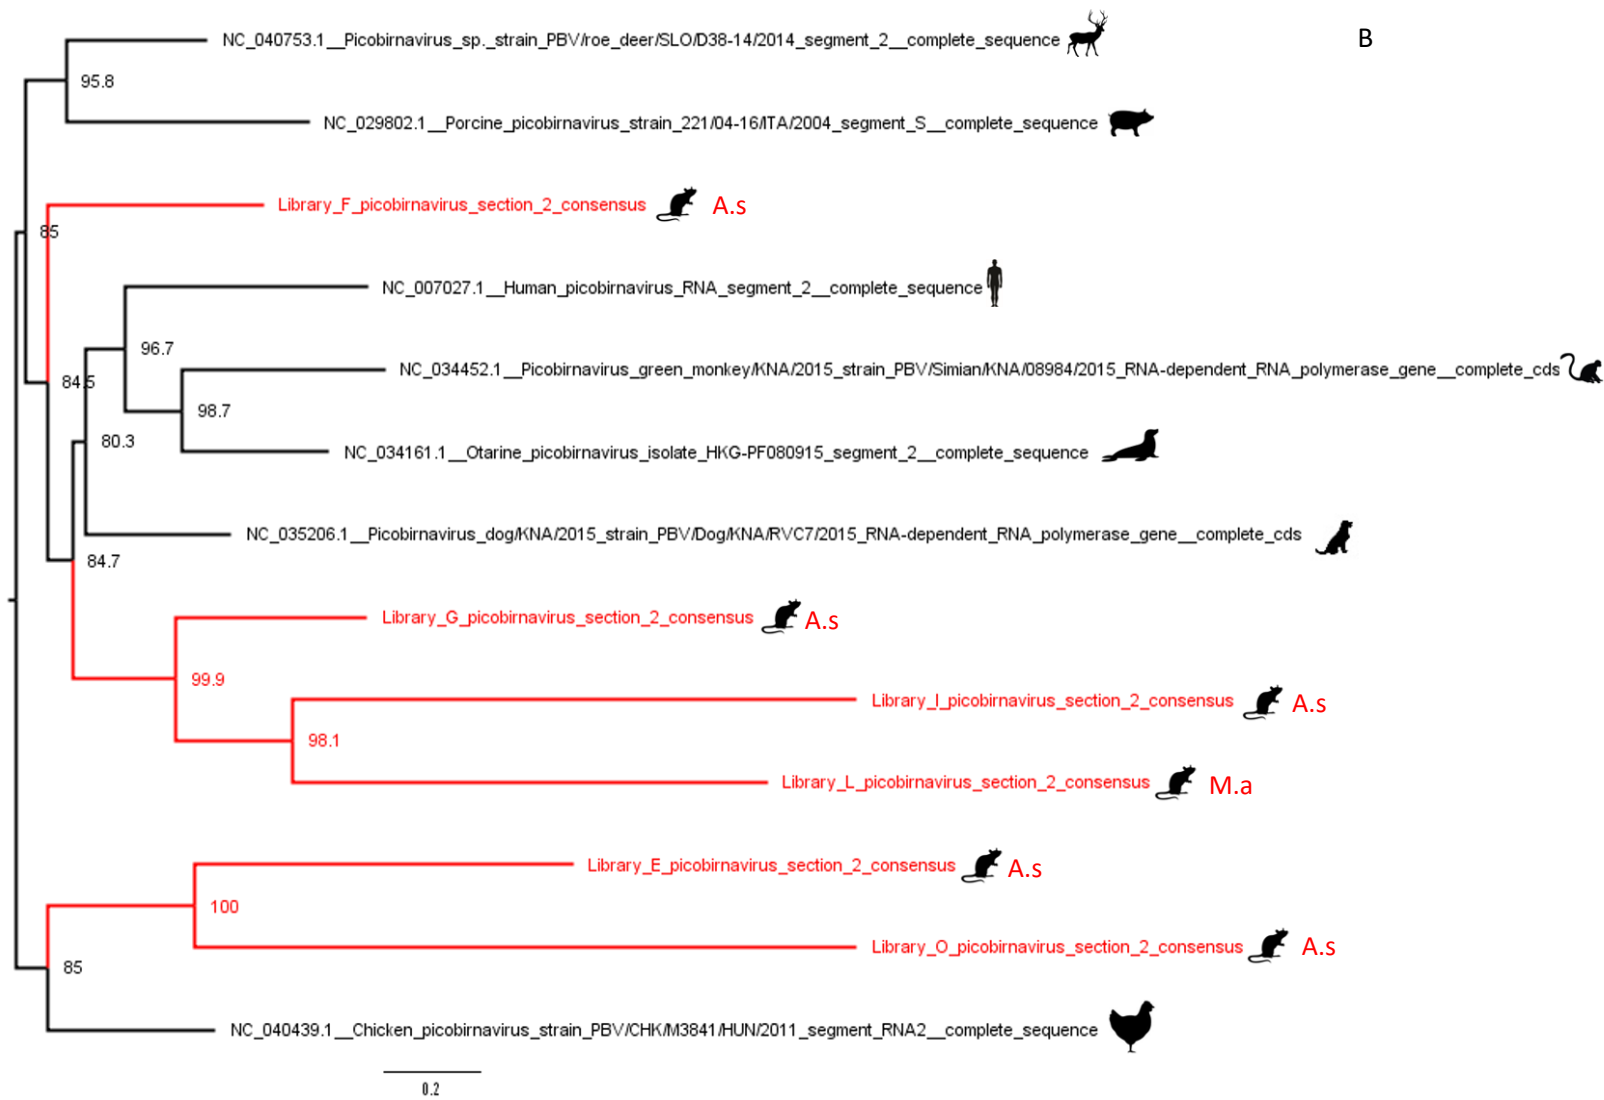 NC_040753.1__Picobirnavirus_sp._strain_PBV/roe_deer/SLO/D38-14/2014_segment_2__complete_sequence
B
95.8
NC_029802.1__Porcine_picobirnavirus_strain_221/04-16/ITA/2004_segment_S__complete_sequence
Library_F_picobirnavirus_section_2_consensus A.s
85
NC_007027.1__Human_picobirnavirus_RNA_segment_2__complete_sequence
96.7
NC_034452.1__Picobirnavirus_green_monkey/KNA/2015_strain_PBV/Simian/KNA/08984/2015_RNA-dependent_RNA_polymerase_gene__complete_cds
84.5
98.7
80.3
NC_034161.1__Otarine_picobirnavirus_isolate_HKG-PF080915_segment_2__complete_sequence
NC_035206.1__Picobirnavirus_dog/KNA/2015_strain_PBV/Dog/KNA/RVC7/2015_RNA-dependent_RNA_polymerase_gene__complete_cds
84.7
Library_G_picobirnavirus_section_2_consensus A.s
99.9
Library_I_picobirnavirus_section_2_consensus A.s
98.1
Library_L_picobirnavirus_section_2_consensus M.a
Library_E_picobirnavirus_section_2_consensus A.s
100
Library_O_picobirnavirus_section_2_consensus A.s
85
NC_040439.1__Chicken_picobirnavirus_strain_PBV/CHK/M3841/HUN/2011_segment_RNA2__complete_sequence
0.2